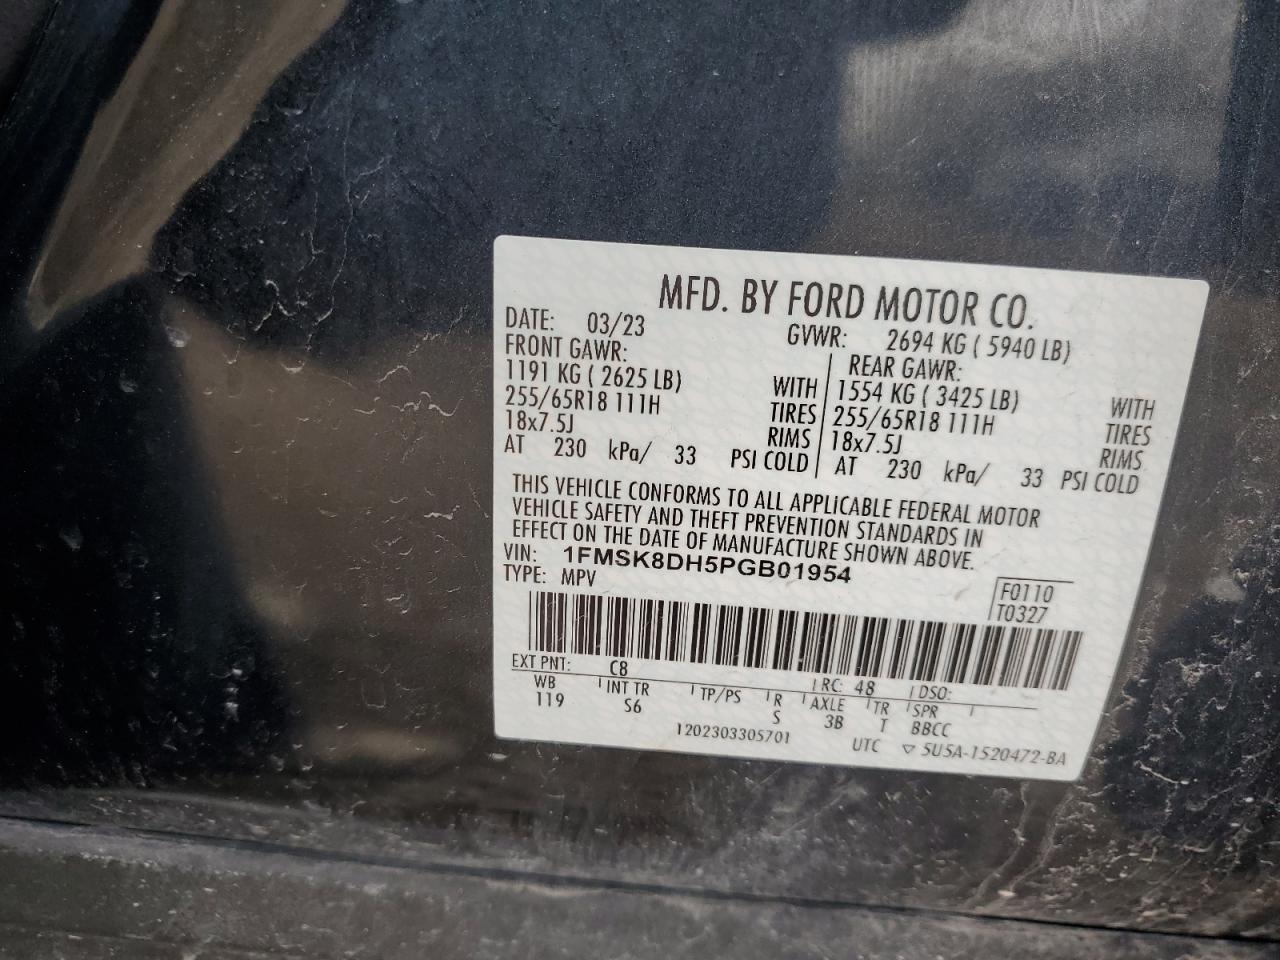 MFD. BY FORD MOTOR CO.
DATE: 03/23 GVWR: 2694 KG ( 5940 LB)
FRONT GAWR: REAR GAWR:
1191 KG ( 2625 LB) WITH 1554 KG ( 3425 LB) WITH
255/65R18 111H TIRES 255/65R18 111H TIRES
18x7.5J RIMS 18x7.5J RIMS
AT 230 kPa/ 33 PSI COLD AT 230 kPa/ 33 PSI COLD
THIS VEHICLE CONFORMS TO ALL APPLICABLE FEDERAL MOTOR
VEHICLE SAFETY AND THEFT PREVENTION STANDARDS IN
EFFECT ON THE DATE OF MANUFACTURE SHOWN ABOVE.
VIN: 1FMSK8DH5PGB01954
TYPE: MPV
F0110
T0327
EXT PNT: C8 RC: 48 DSO:
WB INT TR TP/PS R AXLE TR SPR
119 S6 S 3B T BBCC
1202303305701
UTC ▽ 5U5A-1520472-BA